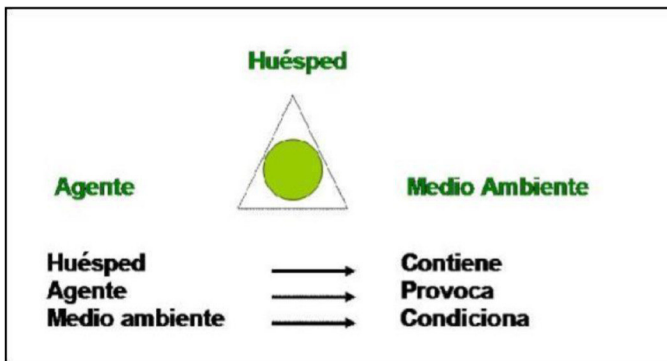 Huésped
Agente
Medio Ambiente
Huésped Contiene
Agente Provoca
Medio ambiente Condiciona